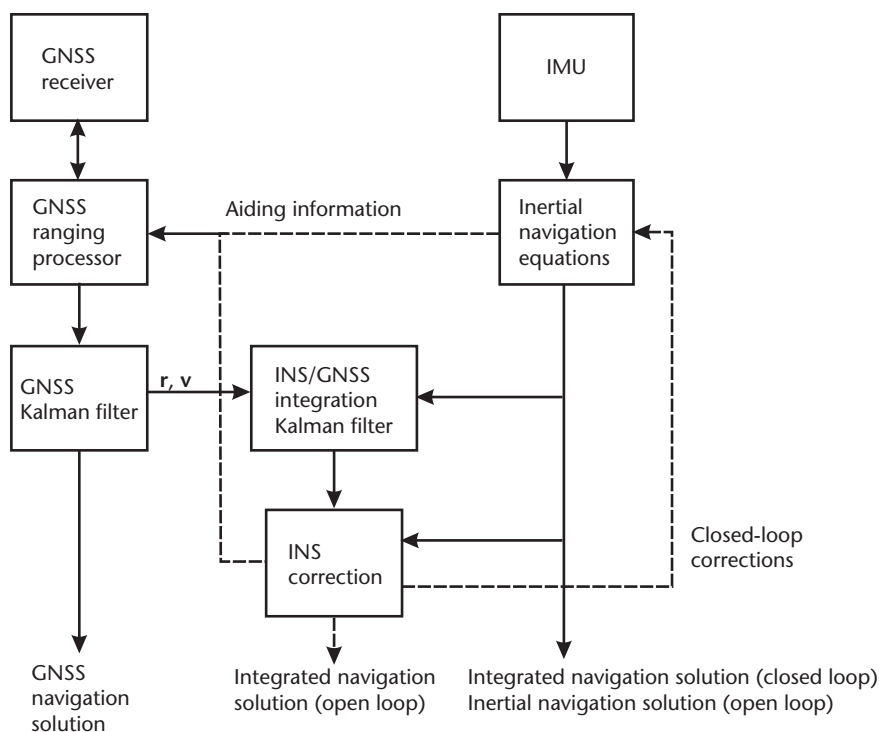 GNSS
receiver
IMU
GNSS
ranging
processor
Aiding information
Inertial
navigation
equations
GNSS
Kalman filter
r, v
INS/GNSS
integration
Kalman filter
INS
correction
Closed-loop
corrections
GNSS
navigation
solution
Integrated navigation
solution (open loop)
Integrated navigation solution (closed loop)
Inertial navigation solution (open loop)